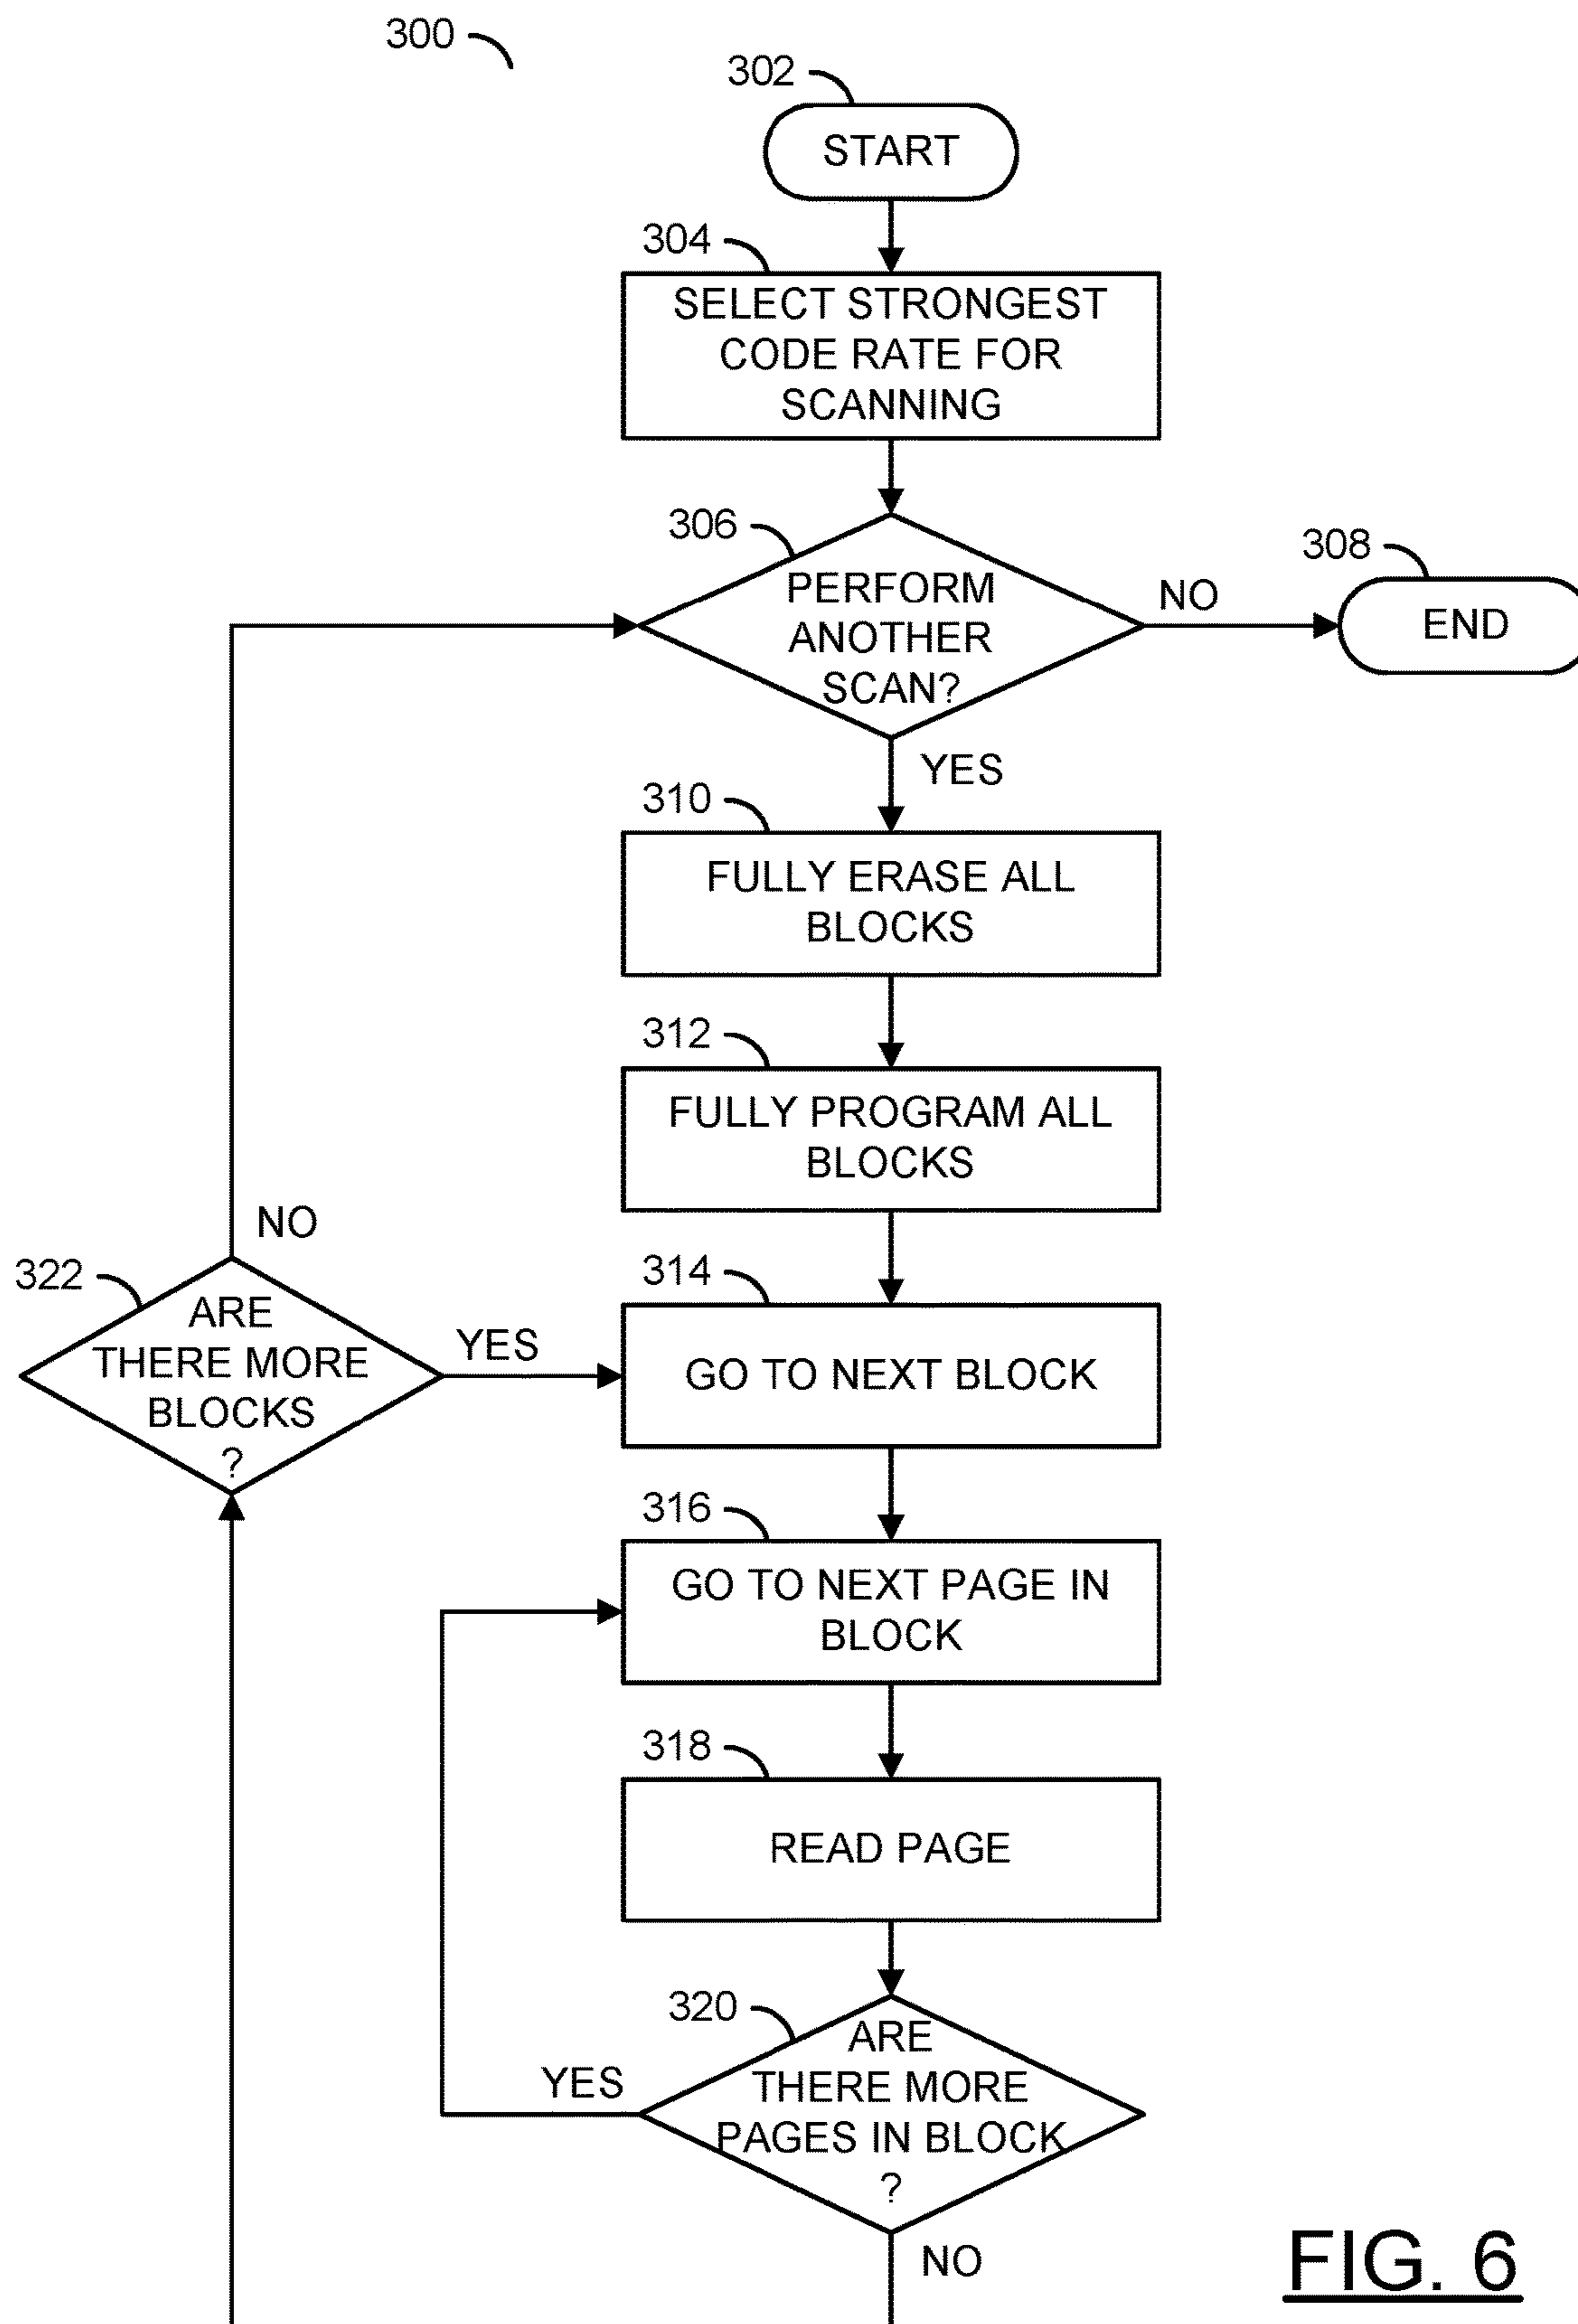 300
302
START
304
SELECT STRONGEST
CODE RATE FOR
SCANNING
306
PERFORM
ANOTHER
SCAN?
NO
308
END
YES
310
FULLY ERASE ALL
BLOCKS
312
FULLY PROGRAM ALL
BLOCKS
NO
322
ARE
THERE MORE
BLOCKS
?
YES
314
GO TO NEXT BLOCK
316
GO TO NEXT PAGE IN
BLOCK
318
READ PAGE
320
ARE
THERE MORE
PAGES IN BLOCK
?
YES
NO
FIG. 6